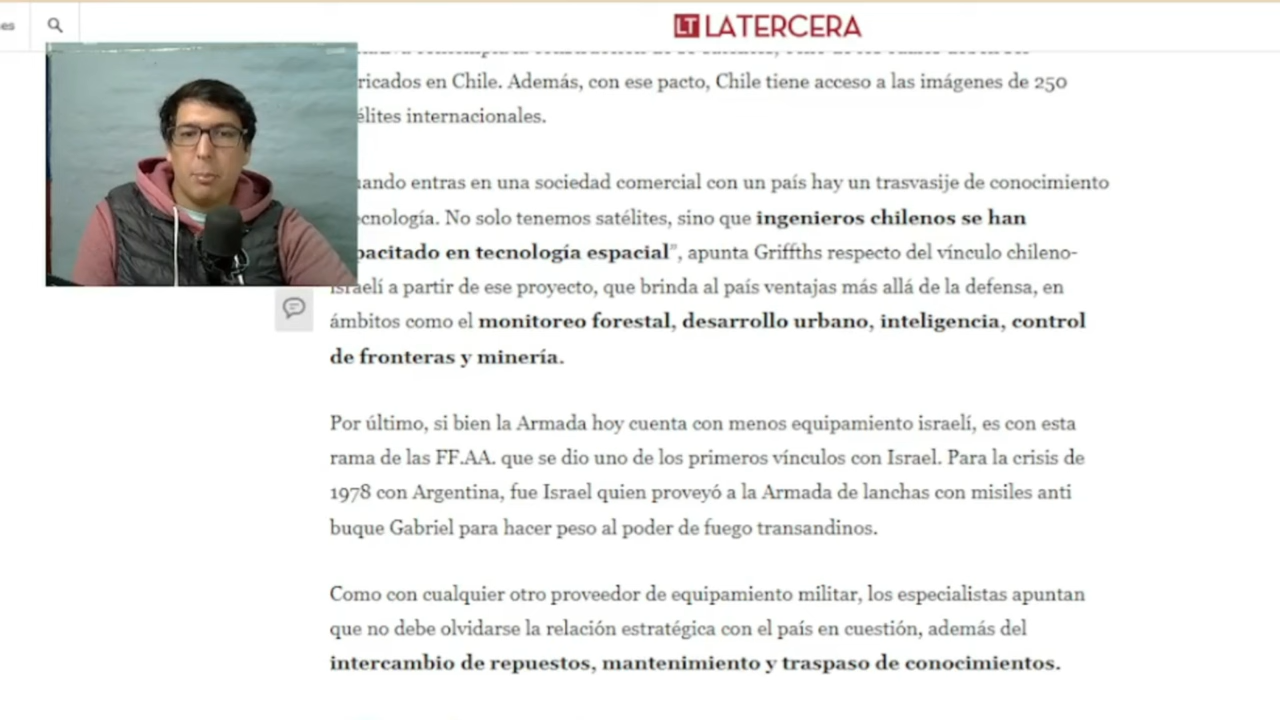 es
LT LATERCERA
ricados en Chile. Además, con ese pacto, Chile tiene acceso a las imágenes de 250
élites internacionales.
ando entras en una sociedad comercial con un país hay un trasvasije de conocimiento
ecnología. No solo tenemos satélites, sino que ingenieros chilenos se han
pacitado en tecnología espacial”, apunta Griffths respecto del vínculo chileno-
israelí a partir de ese proyecto, que brinda al país ventajas más allá de la defensa, en
ámbitos como el monitoreo forestal, desarrollo urbano, inteligencia, control
de fronteras y minería.
Por último, si bien la Armada hoy cuenta con menos equipamiento israelí, es con esta
rama de las FF.AA. que se dio uno de los primeros vínculos con Israel. Para la crisis de
1978 con Argentina, fue Israel quien proveyó a la Armada de lanchas con misiles anti
buque Gabriel para hacer peso al poder de fuego transandinos.
Como con cualquier otro proveedor de equipamiento militar, los especialistas apuntan
que no debe olvidarse la relación estratégica con el país en cuestión, además del
intercambio de repuestos, mantenimiento y traspaso de conocimientos.